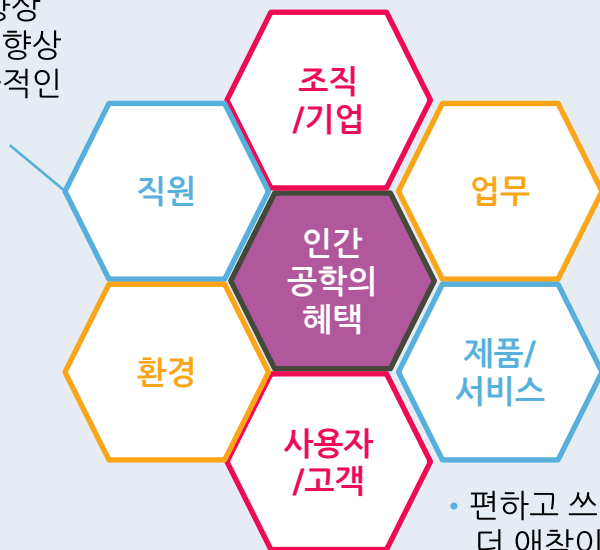 향상
향상
적인
조직
/기업
직원
업무
인간
공학의
혜택
환경
제품/
서비스
사용자
/고객
• 편하고 쓰
더 애착이